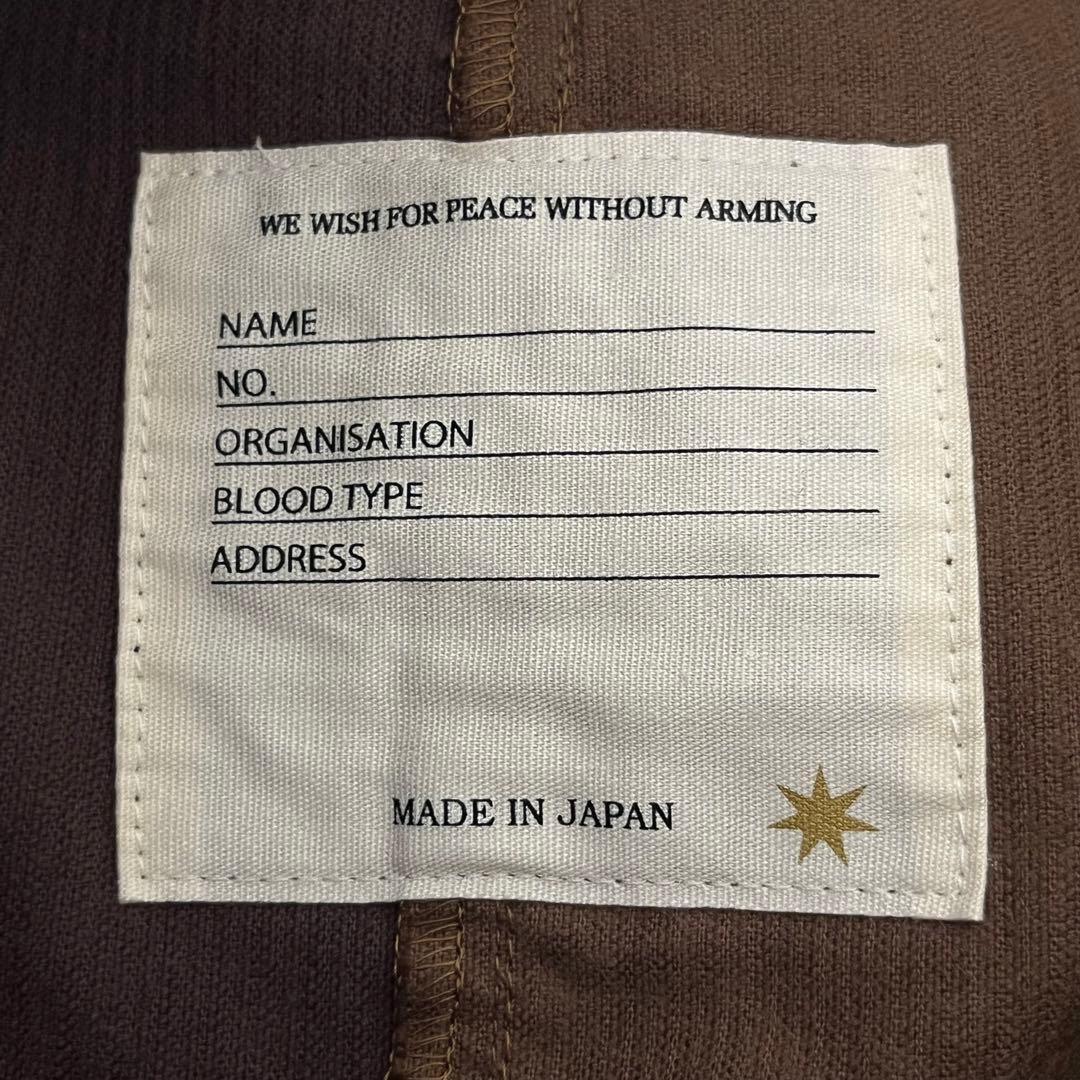 WE WISH FOR PEACE WITHOUT ARMING
NAME
NO.
ORGANISATION
BLOOD TYPE
ADDRESS
MADE IN JAPAN